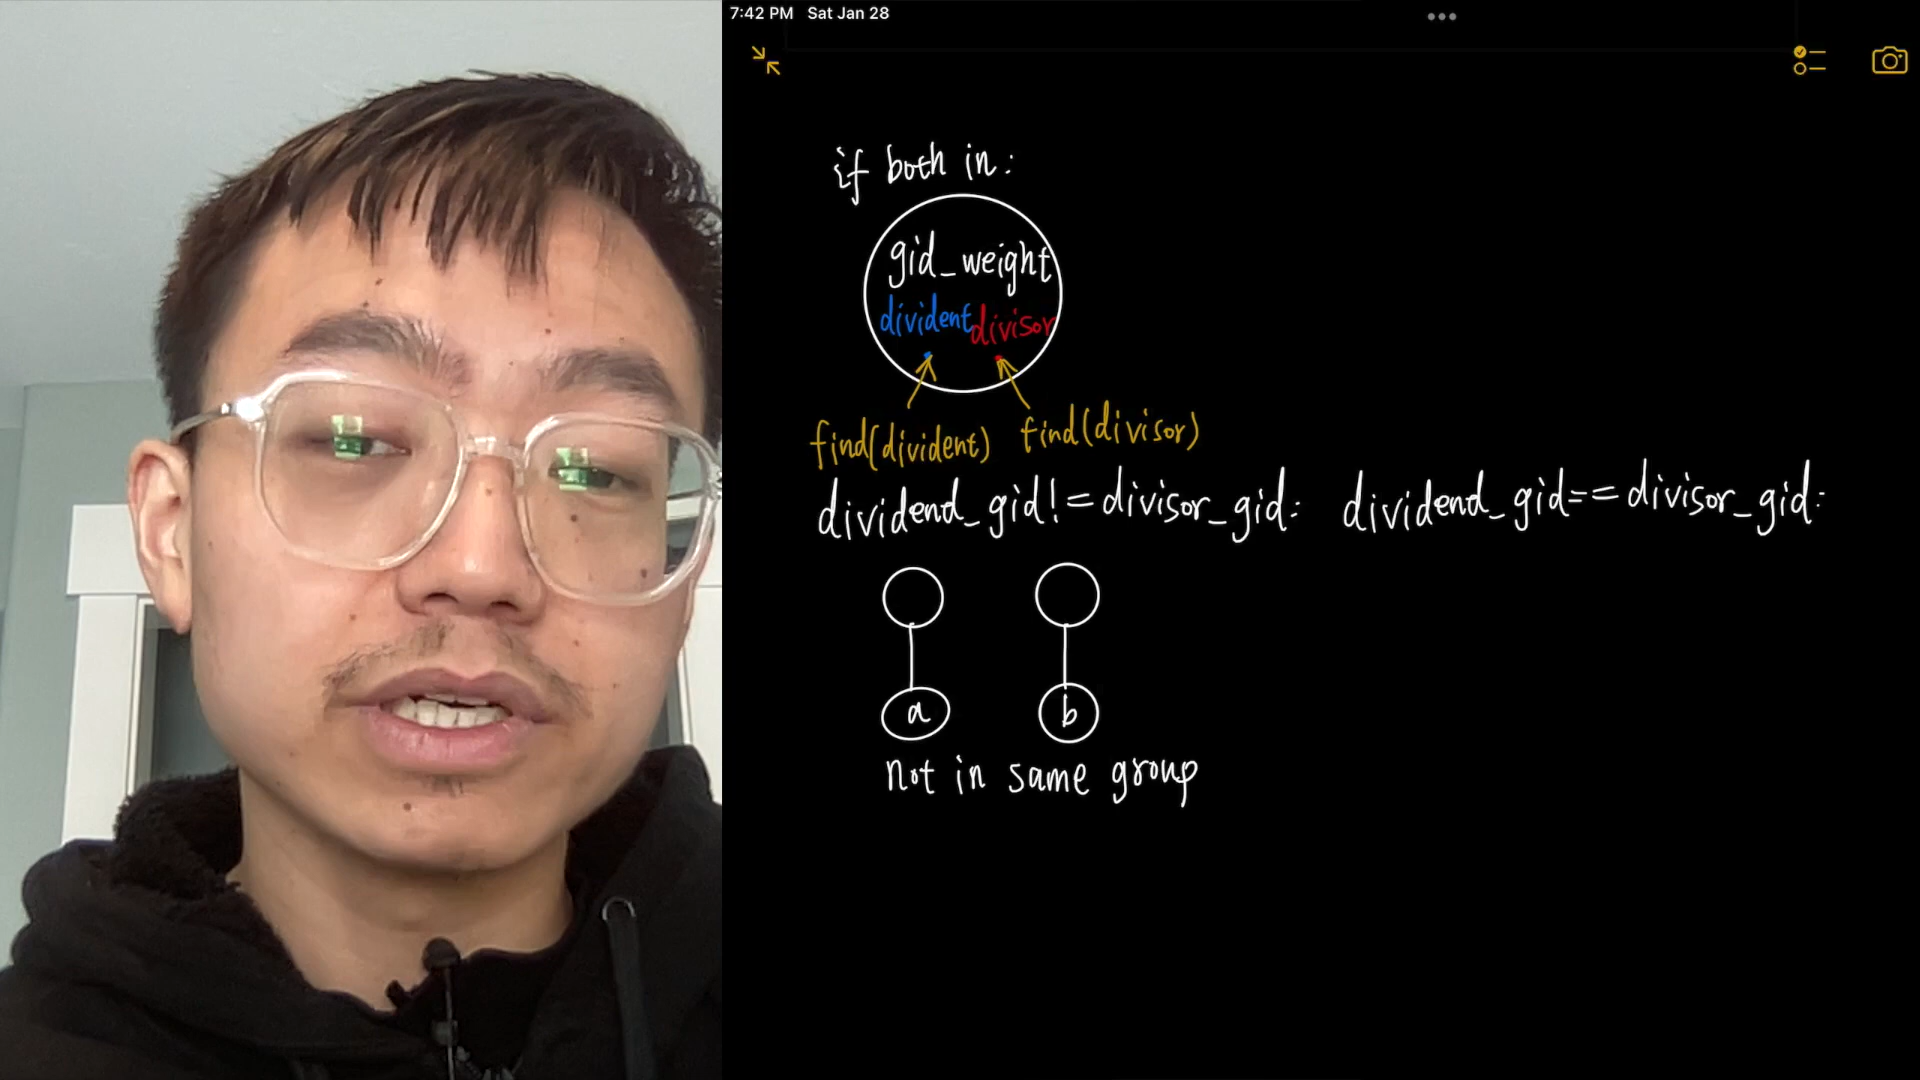 7:42 PM Sat Jan 28
if both in:
gid_weight
divident divisor
find(divident) find(divisor)
dividend_gid!=divisor_gid: dividend_gid==divisor_gid:
a b
not in same group